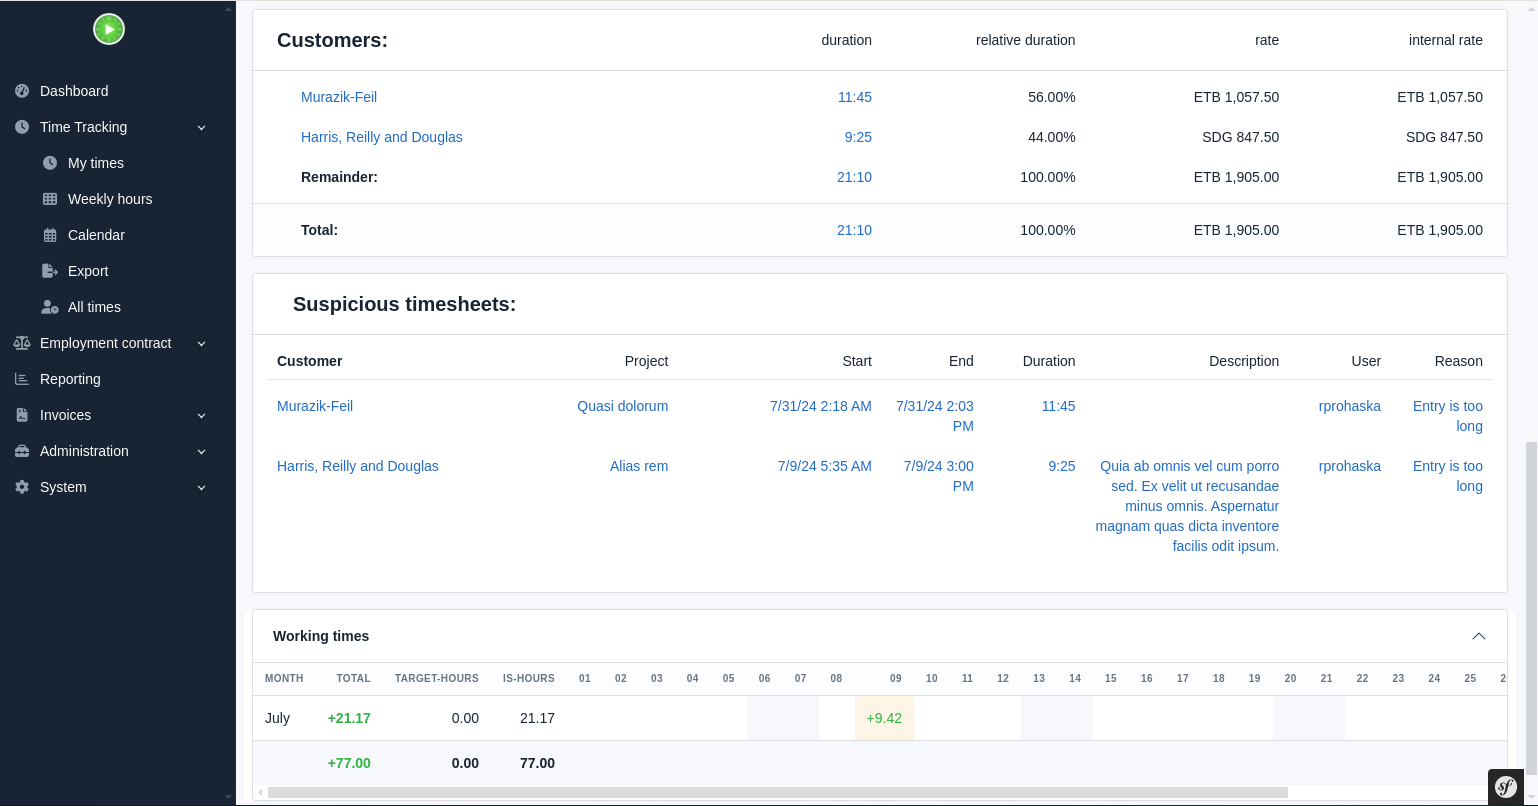 Dashboard
Time Tracking
My times
Weekly hours
Calendar
Export
All times
Employment contract
Reporting
Invoices
Administration
System
Customers: duration relative duration rate internal rate
Murazik-Feil 11:45 56.00% ETB 1,057.50 ETB 1,057.50
Harris, Reilly and Douglas 9:25 44.00% SDG 847.50 SDG 847.50
Remainder: 21:10 100.00% ETB 1,905.00 ETB 1,905.00
Total: 21:10 100.00% ETB 1,905.00 ETB 1,905.00
Suspicious timesheets:
Customer Project Start End Duration Description User Reason
Murazik-Feil Quasi dolorum 7/31/24 2:18 AM 7/31/24 2:03 11:45 rprohaska Entry is too
PM long
Harris, Reilly and Douglas Alias rem 7/9/24 5:35 AM 7/9/24 3:00 9:25 Quia ab omnis vel cum porro rprohaska Entry is too
PM sed. Ex velit ut recusandae long
minus omnis. Aspernatur
magnam quas dicta inventore
facilis odit ipsum.
Working times
MONTH TOTAL TARGET-HOURS IS-HOURS 01 02 03 04 05 06 07 08 09 10 11 12 13 14 15 16 17 18 19 20 21 22 23 24 25 2
July +21.17 0.00 21.17 +9.42
+77.00 0.00 77.00
sf